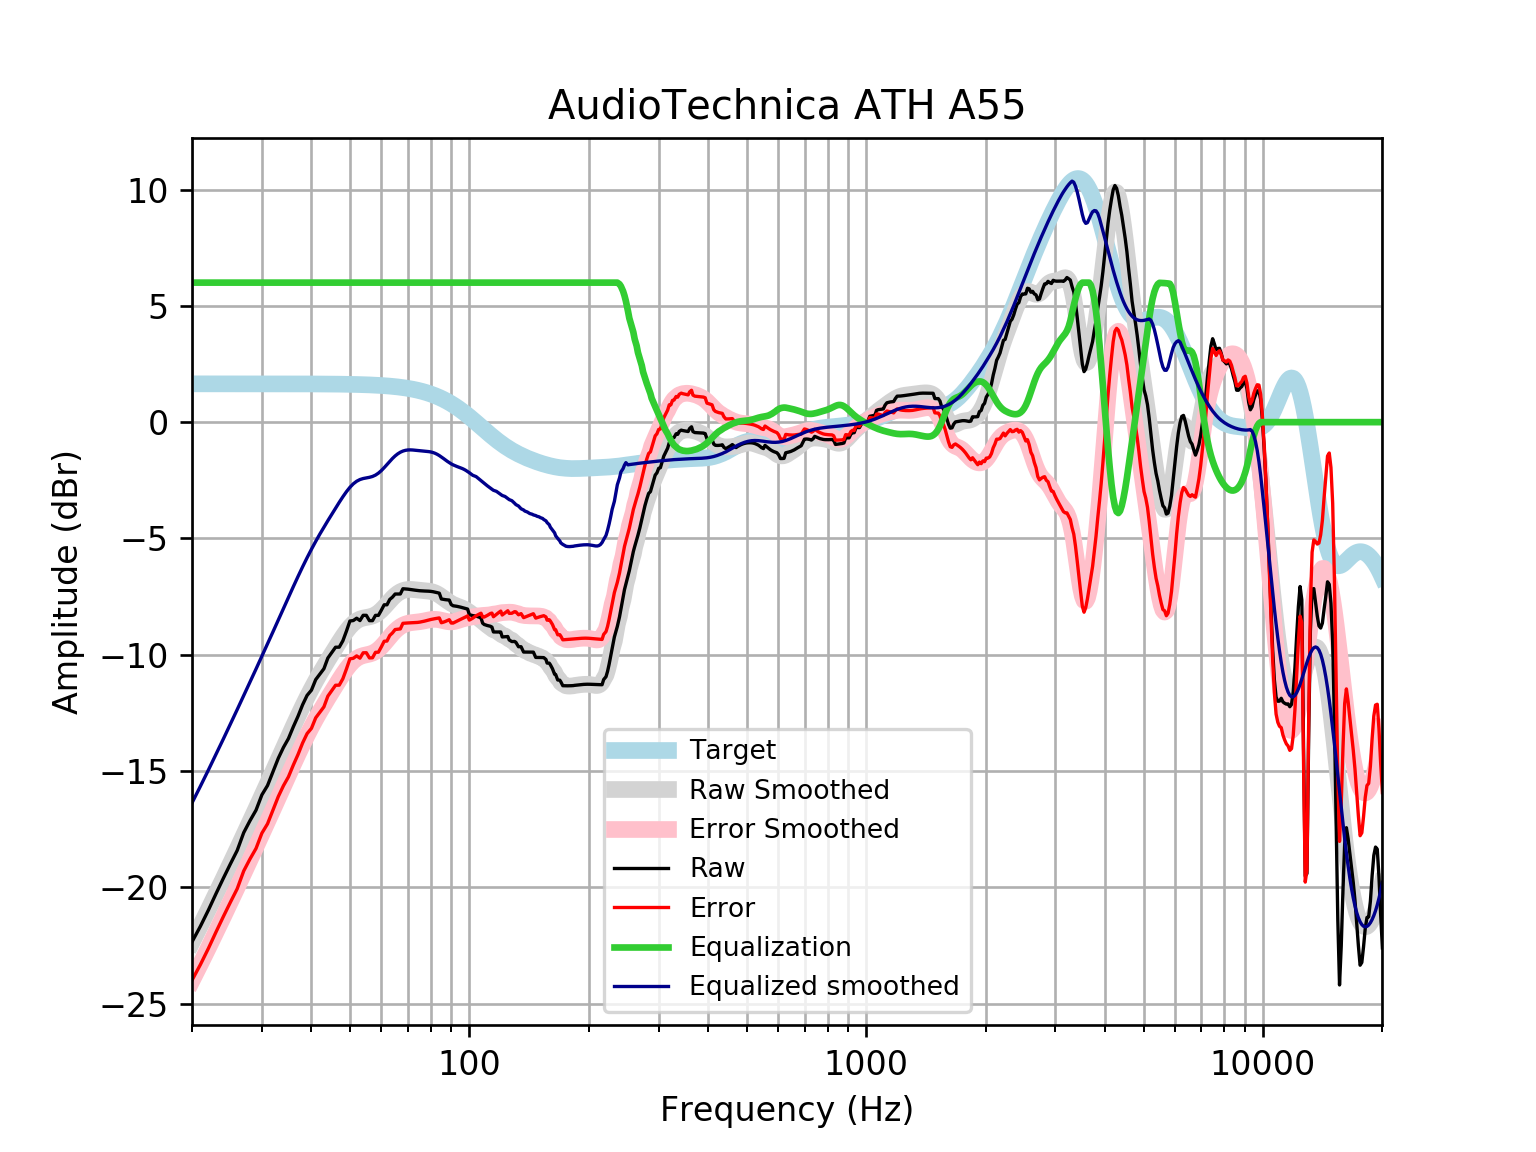 AudioTechnica ATH A55
10
5
0
−5
−10
−15
−20
−25
Amplitude (dBr)
Target
Raw Smoothed
Error Smoothed
Raw
Error
Equalization
Equalized smoothed
100 1000 10000
Frequency (Hz)